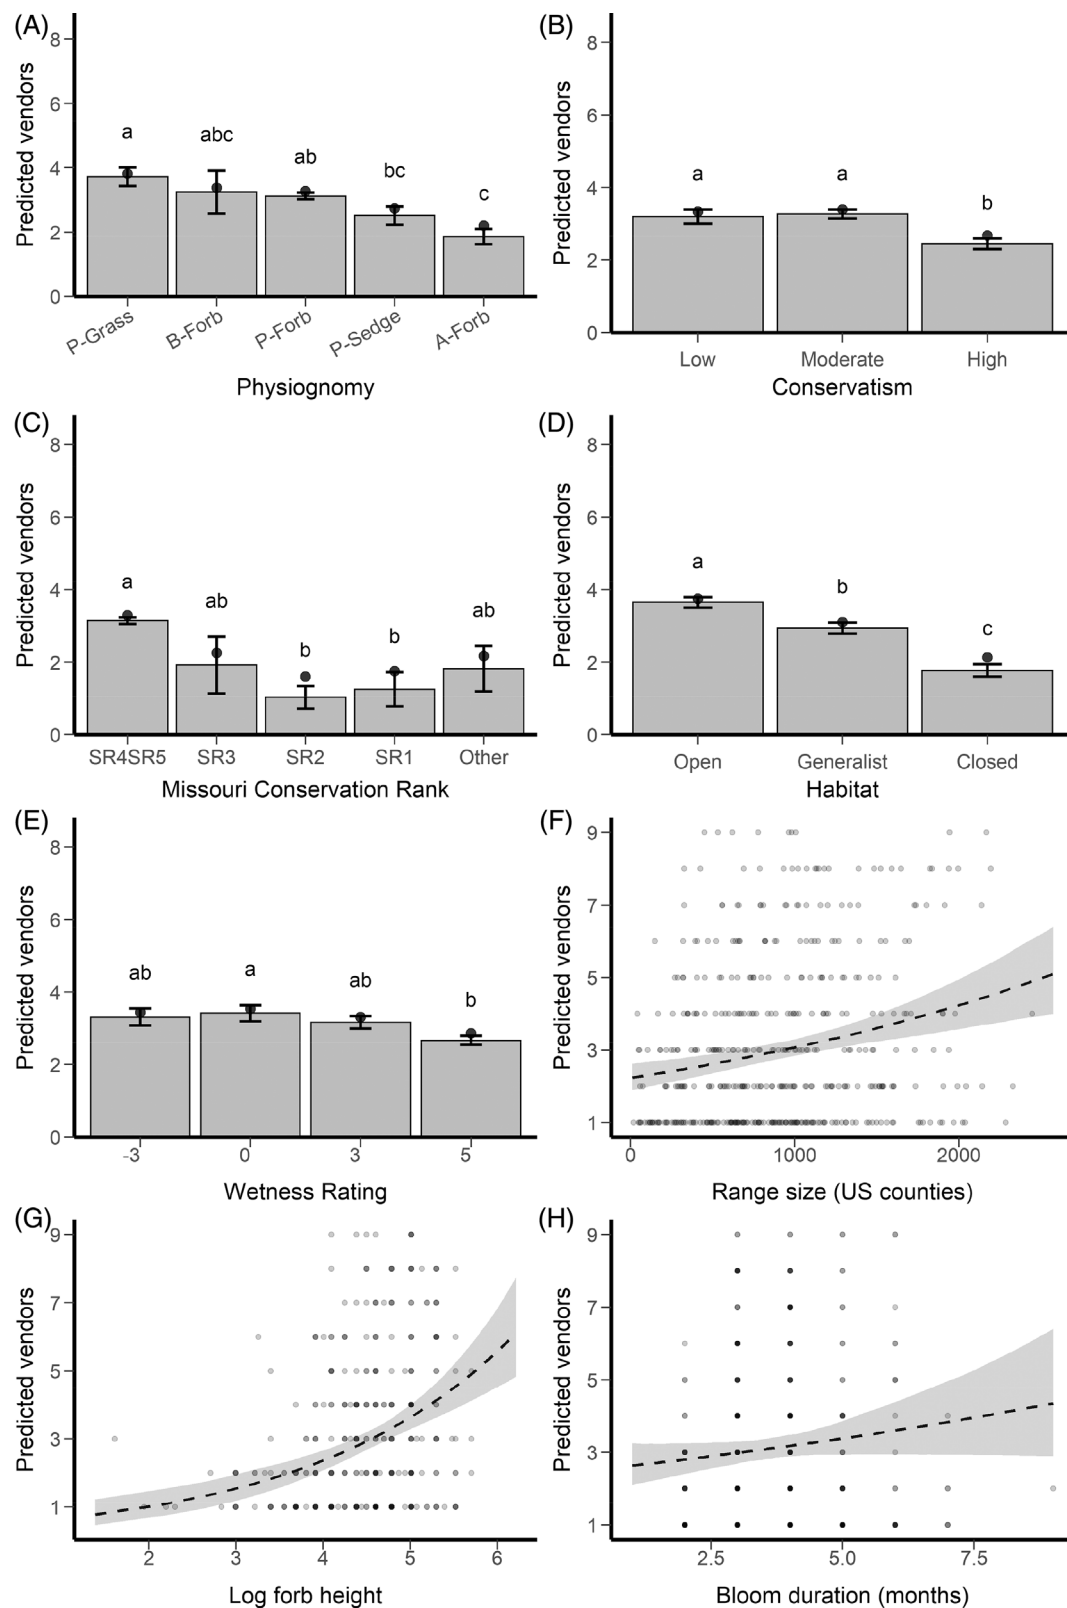 (A)
Predicted vendors
8
6
4
2
0
a
abc
ab
bc
c
P-Grass
B-Forb
P-Forb
P-Sedge
A-Forb
Physiognomy
(B)
Predicted vendors
8
6
4
2
0
a
a
b
Low
Moderate
High
Conservatism
(C)
Predicted vendors
8
6
4
2
0
a
ab
b
b
ab
SR4SR5
SR3
SR2
SR1
Other
Missouri Conservation Rank
(D)
Predicted vendors
8
6
4
2
0
a
b
c
Open
Generalist
Closed
Habitat
(E)
Predicted vendors
8
6
4
2
0
ab
a
ab
b
-3
0
3
5
Wetness Rating
(F)
Predicted vendors
9
7
5
3
1
0
1000
2000
Range size (US counties)
(G)
Predicted vendors
9
7
5
3
1
2
3
4
5
6
Log forb height
(H)
Predicted vendors
9
7
5
3
1
2.5
5.0
7.5
Bloom duration (months)